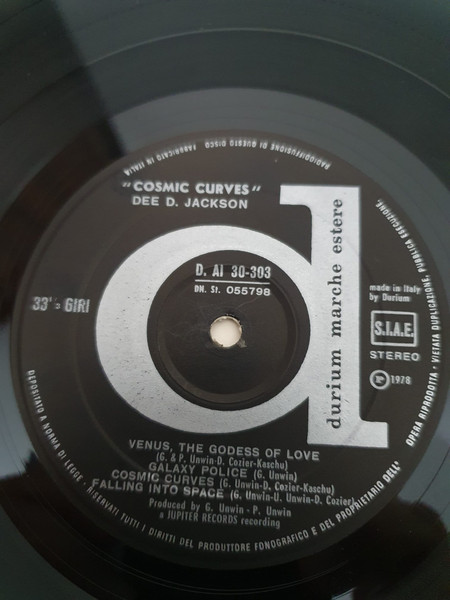 "COSMIC CURVES"
DEE D. JACKSON
D. AI 30-303
DN. St. 055798
33⅓ GIRI
durium marche estere
made in Italy
by Durium
S.I.A.E.
STEREO
P 1978
VENUS, THE GODESS OF LOVE
(G. & P. Unwin-D. Cozier-Kaschu)
GALAXY POLICE (G. Unwin)
COSMIC CURVES (G. Unwin-D. Cozier-Kaschu)
FALLING INTO SPACE (G. Unwin-U. Unwin-D. Cozier)
Produced by G. Unwin - P. Unwin
a JUPITER RECORDS recording
DEPOSITATO A NORMA DI LEGGE - RISERVATI TUTTI I DIRITTI DEL PRODUTTORE FONOGRAFICO E DEL PROPRIETARIO DELL' OPERA RIPRODOTTA - VIETATA DUPLICAZIONE, PUBBLICA ESECUZIONE, RADIODIFFUSIONE DI QUESTO DISCO FABBRICATO IN ITALIA